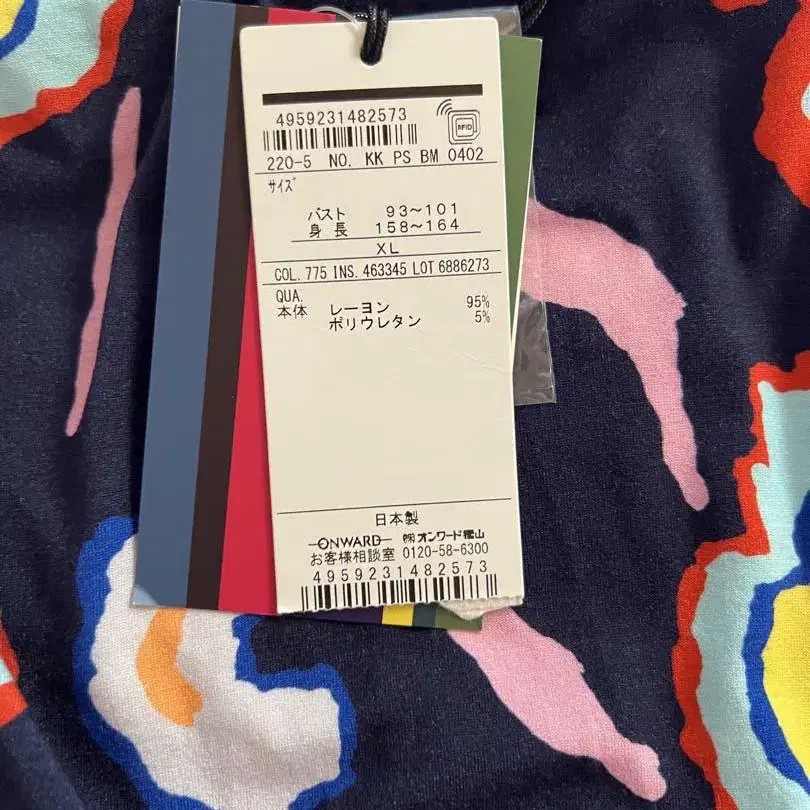 4959231482573
RFID
220-5 NO. KK PS BM 0402
サイズ
バスト 93~101
身長 158~164
XL
COL. 775 INS. 463345 LOT 6886273
QUA.
本体 レーヨン 95%
ポリウレタン 5%
日本製
ONWARD ㈱オンワード樫山
お客様相談室 0120-58-6300
4959231482573